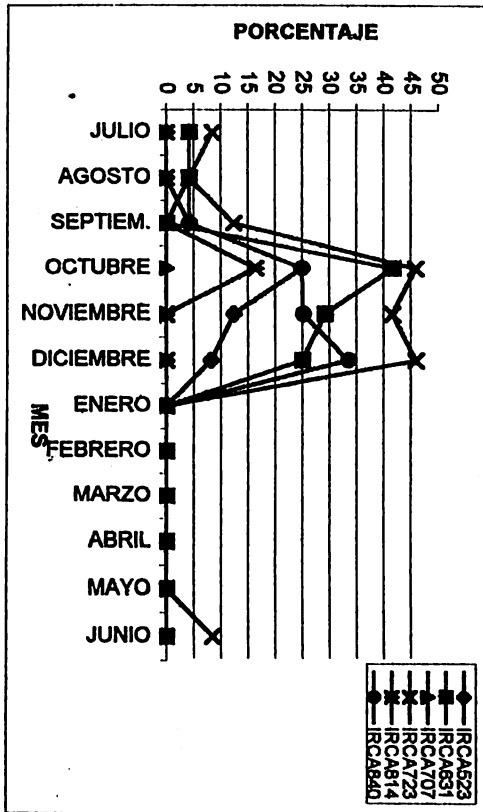 PORCENTAJE
0 5 10 15 20 25 30 35 40 45 50
JULIO
AGOSTO
SEPTIEM.
OCTUBRE
NOVIEMBRE
DICIEMBRE
ENERO
FEBRERO
MARZO
ABRIL
MAYO
JUNIO
MES
IRCA523
IRCA631
IRCA707
IRCA723
IRCA814
IRCA840